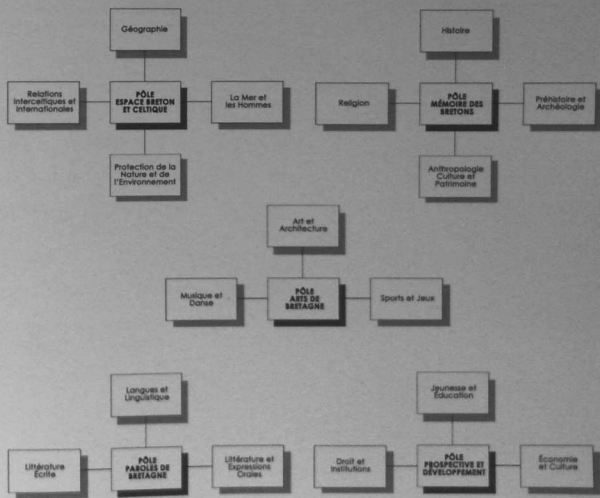 Géographie
Relations
Interceltiques et
Internationales
PÔLE
ESPACE BRETON
ET CELTIQUE
La Mer et
les Hommes
Protection de la
Nature et de
l'Environnement
Histoire
Religion
PÔLE
MÉMOIRE DES
BRETONS
Préhistoire et
Archéologie
Anthropologie
Culture et
Patrimoine
Art et
Architecture
Musique et
Danse
PÔLE
ARTS DE
BRETAGNE
Sports et Jeux
Langues et
Linguistique
Littérature
Écrite
PÔLE
PAROLES DE
BRETAGNE
Littérature et
Expressions
Orales
Jeunesse et
Éducation
Droit et
Institutions
PÔLE
PROSPECTIVE ET
DÉVELOPPEMENT
Économie
et Culture